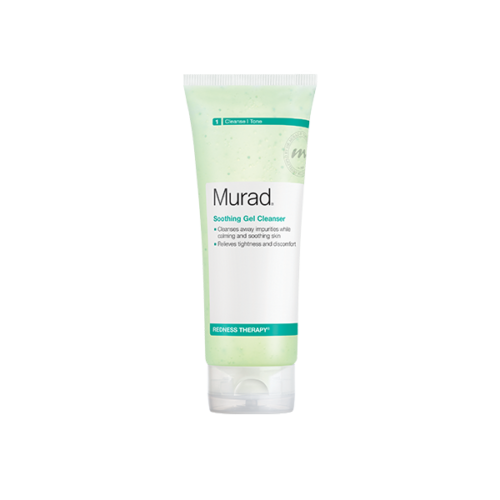 1 Cleanse | Tone
m
Murad.
Soothing Gel Cleanser
• Cleanses away impurities while
calming and soothing skin
• Relieves tightness and discomfort
REDNESS THERAPY®